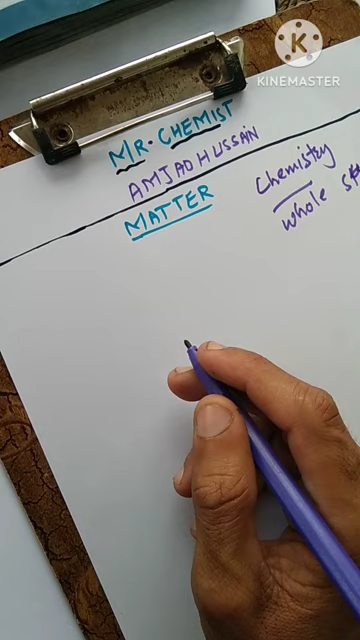 K
KINEMASTER
MR. CHEMIST
AMJAD HUSSAIN
MATTER
Chemistry
whole